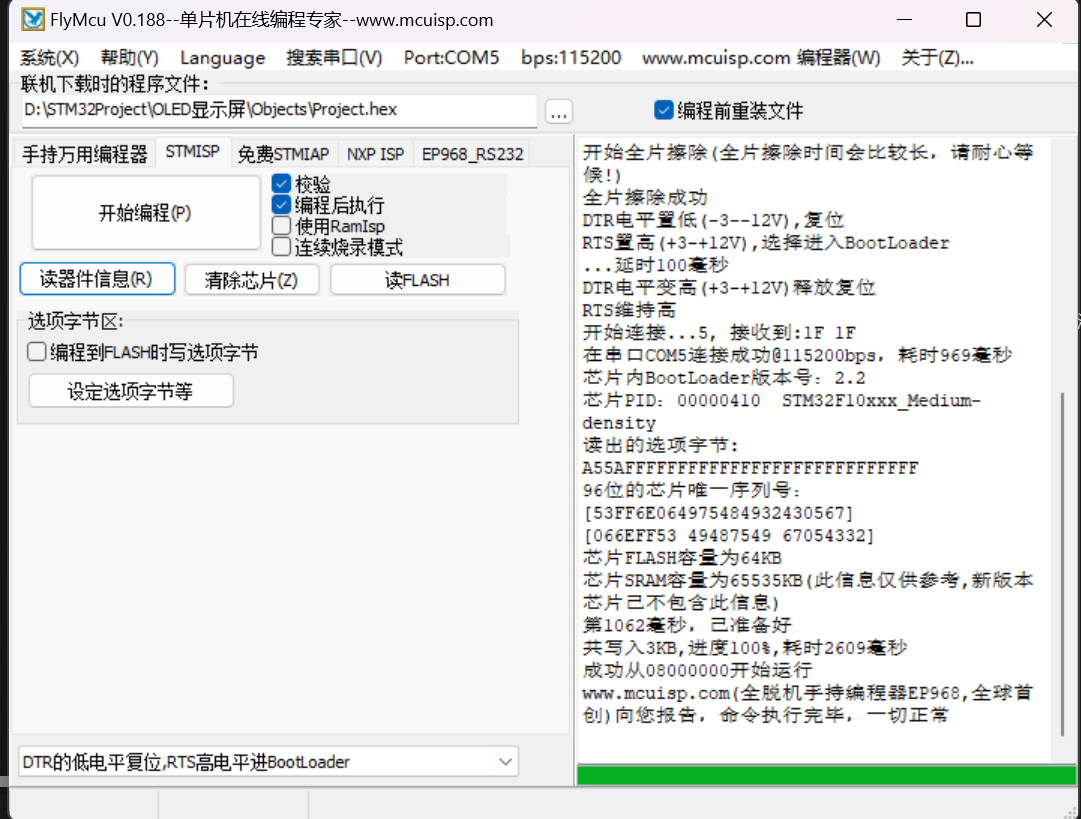 FlyMcu V0.188--单片机在线编程专家--www.mcuisp.com
系统(X) 帮助(Y) Language 搜索串口(V) Port:COM5 bps:115200 www.mcuisp.com 编程器(W) 关于(Z)...
联机下载时的程序文件:
D:\STM32Project\OLED显示屏\Objects\Project.hex ... 编程前重装文件
手持万用编程器 STMISP 免费STMIAP NXP ISP EP968_RS232
开始编程(P)
校验
编程后执行
使用RamIsp
连续烧录模式
读器件信息(R) 清除芯片(Z) 读FLASH
选项字节区:
编程到FLASH时写选项字节
设定选项字节等
DTR的低电平复位,RTS高电平进BootLoader
开始全片擦除(全片擦除时间会比较长，请耐心等
候!)
全片擦除成功
DTR电平置低(-3--12V),复位
RTS置高(+3-+12V),选择进入BootLoader
...延时100毫秒
DTR电平变高(+3-+12V)释放复位
RTS维持高
开始连接...5, 接收到:1F 1F
在串口COM5连接成功@115200bps，耗时969毫秒
芯片内BootLoader版本号：2.2
芯片PID：00000410  STM32F10xxx_Medium-
density
读出的选项字节:
A55AFFFFFFFFFFFFFFFFFFFFFFFFFFFF
96位的芯片唯一序列号:
[53FF6E064975484932430567]
[066EFF53 49487549 67054332]
芯片FLASH容量为64KB
芯片SRAM容量为65535KB(此信息仅供参考,新版本
芯片已不包含此信息)
第1062毫秒，已准备好
共写入3KB,进度100%,耗时2609毫秒
成功从08000000开始运行
www.mcuisp.com(全脱机手持编程器EP968,全球首
创)向您报告，命令执行完毕，一切正常